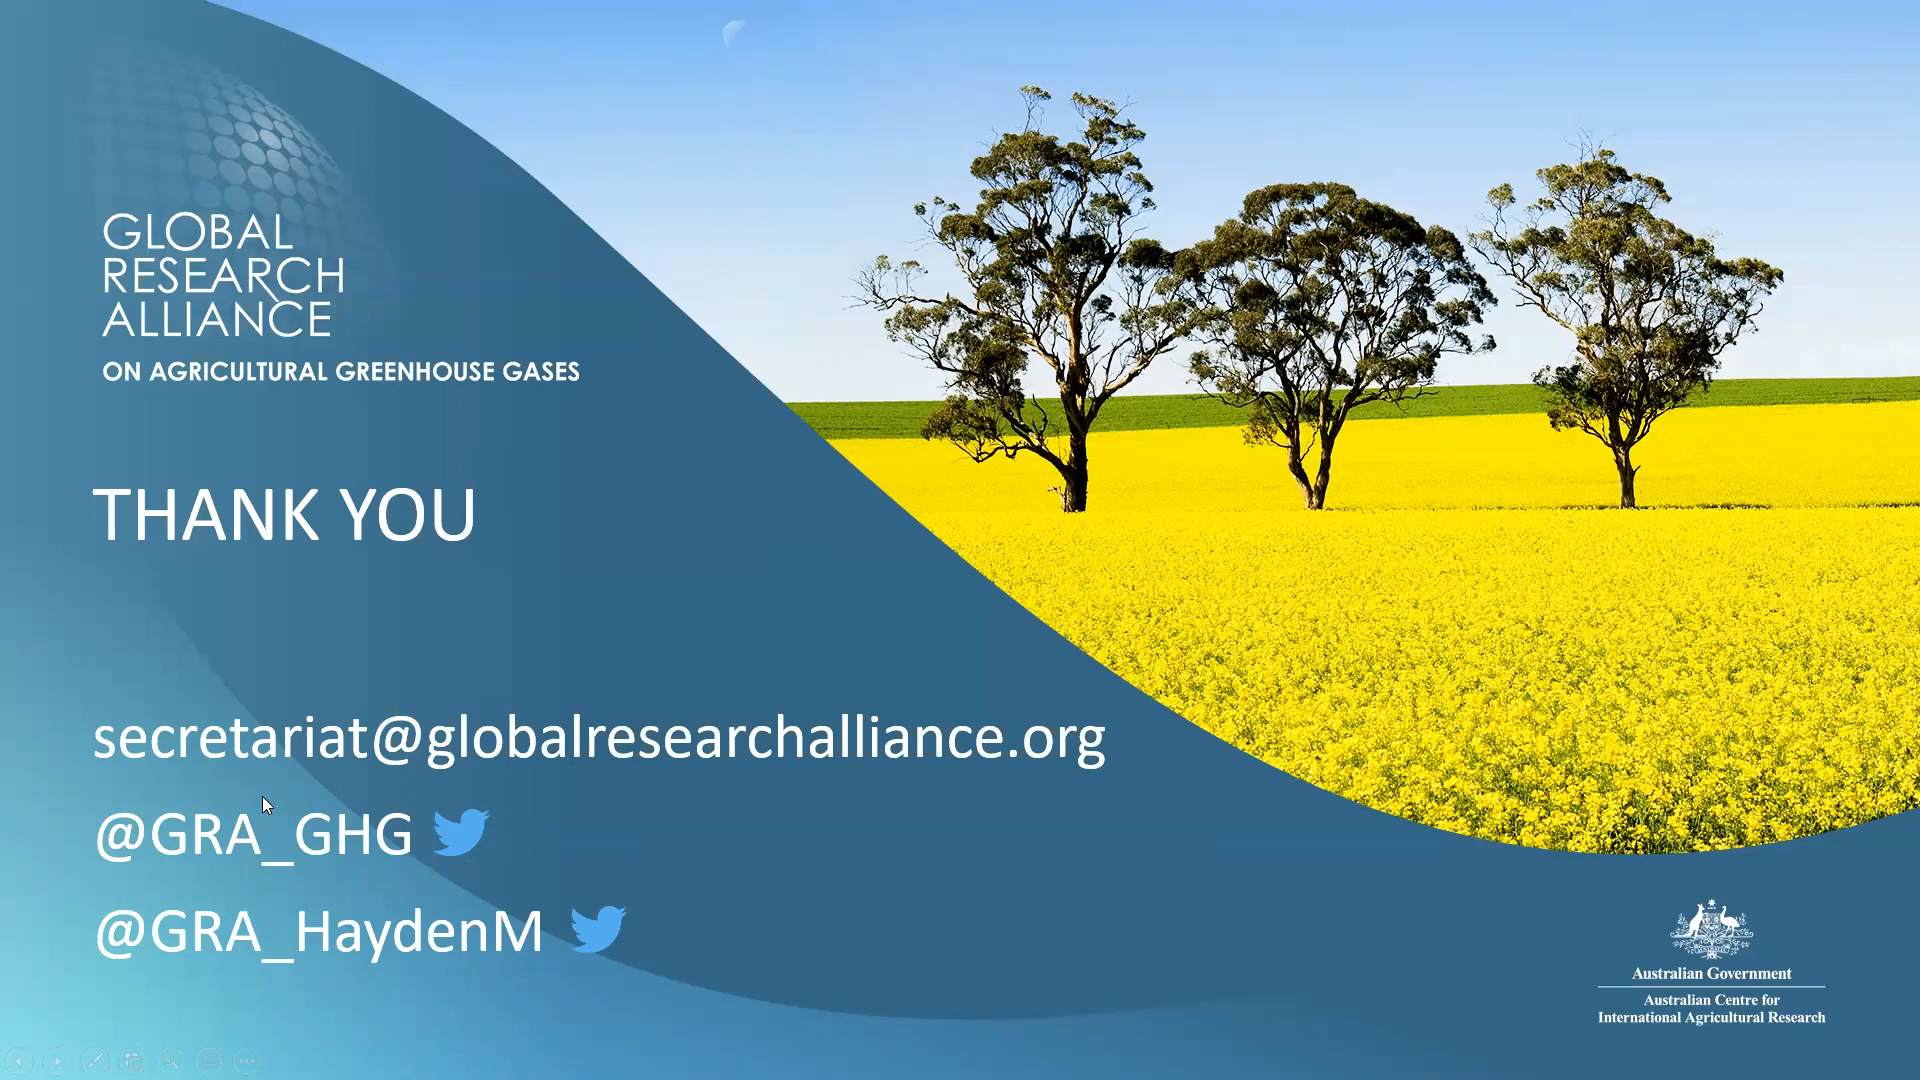 GLOBAL
RESEARCH
ALLIANCE
ON AGRICULTURAL GREENHOUSE GASES
THANK YOU
secretariat@globalresearchalliance.org
@GRA_GHG
@GRA_HaydenM
Australian Government
Australian Centre for
International Agricultural Research